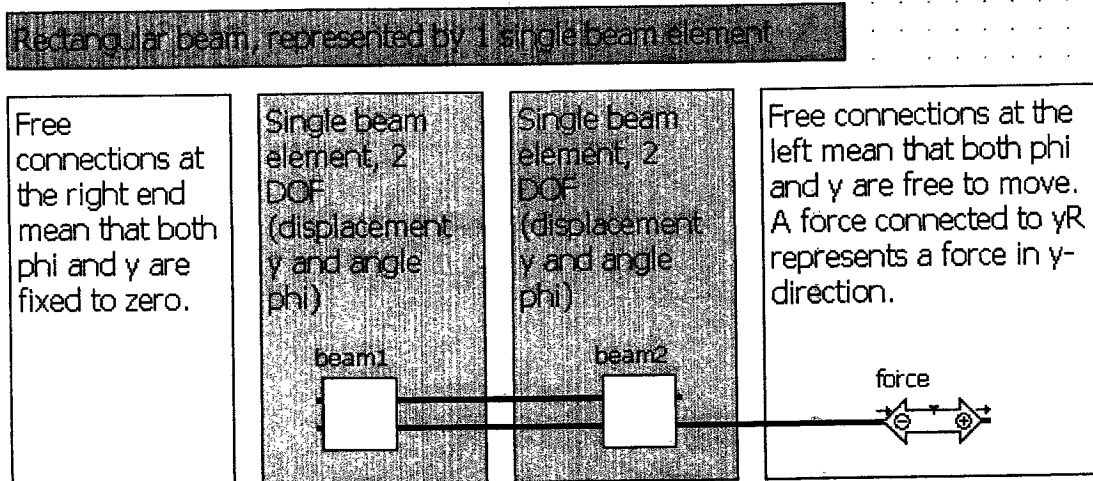 Rectangular beam, represented by 1 single beam element
Free
connections at
the right end
mean that both
phi and y are
fixed to zero.
Single beam
element, 2
DOF
(displacement
y and angle
phi)
beam1
Single beam
element, 2
DOF
(displacement
y and angle
phi)
beam2
Free connections at the
left mean that both phi
and y are free to move.
A force connected to yR
represents a force in y-
direction.
force